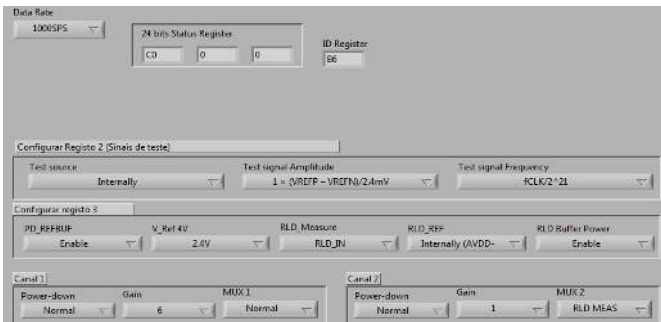 Data Rate
1000SPS
24 bits Status Register
C0 0 0
ID Register
B6
Configurar Registo 2 (Sinais de teste)
Test source Test signal Amplitude Test signal Frequency
Internally 1 × (VREFP – VREFN)/2.4mV fCLK/2^21
Configurar registo 3
PD_REFBUF V_Ref 4V RLD_Measure RLD_REF RLD Buffer Power
Enable 2.4V RLD_IN Internally (AVDD- Enable
Canal 1 Canal 2
Power-down Gain MUX 1 Power-down Gain MUX 2
Normal 6 Normal Normal 1 RLD MEAS